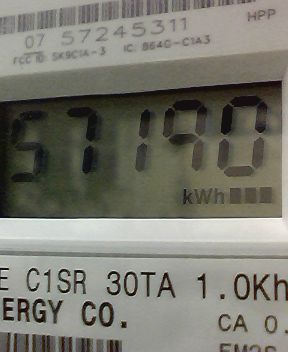 HPP
07 57245311
FCC ID: SK9C1A-3 IC: 864G-C1A3
57190
kWh
E C1SR 30TA 1.0Kh
ERGY CO.
CA 0.